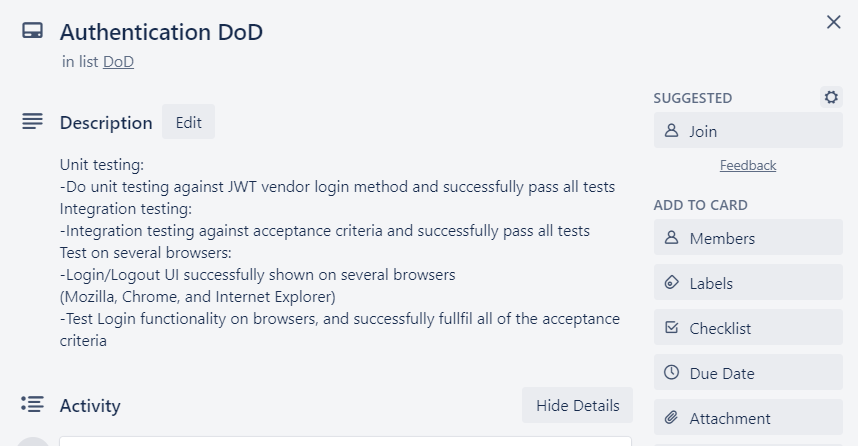 Authentication DoD
in list DoD
Description
Edit
Unit testing:
-Do unit testing against JWT vendor login method and successfully pass all tests
Integration testing:
-Integration testing against acceptance criteria and successfully pass all tests
Test on several browsers:
-Login/Logout UI successfully shown on several browsers
(Mozilla, Chrome, and Internet Explorer)
-Test Login functionality on browsers, and successfully fullfil all of the acceptance
criteria
Activity
Hide Details
SUGGESTED
Join
Feedback
ADD TO CARD
Members
Labels
Checklist
Due Date
Attachment